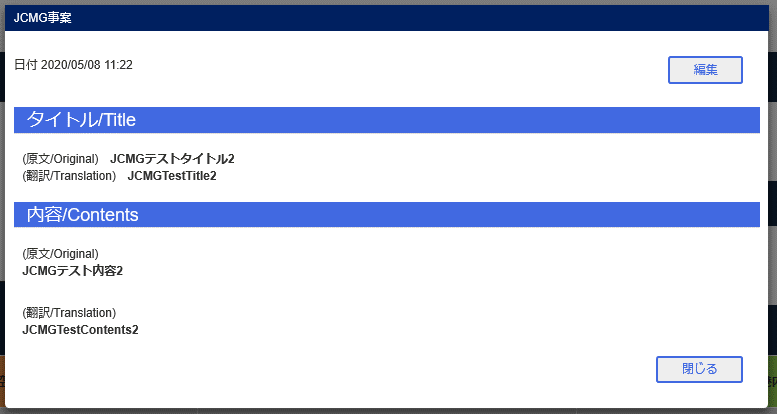 JCMG事案
日付 2020/05/08 11:22
編集
タイトル/Title
(原文/Original) JCMGテストタイトル2
(翻訳/Translation) JCMGTestTitle2
内容/Contents
(原文/Original)
JCMGテスト内容2
(翻訳/Translation)
JCMGTestContents2
閉じる